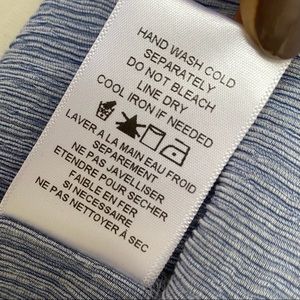 HAND WASH COLD
SEPARATELY
DO NOT BLEACH
LINE DRY
COOL IRON IF NEEDED
LAVER A LA MAIN EAU FROID
SEPAREMENT
NE PAS JAVELLISER
ETENDRE POUR SECHER
FAIBLE EN FER
SI NECESSAIRE
NE PAS NETTOYER À SEC